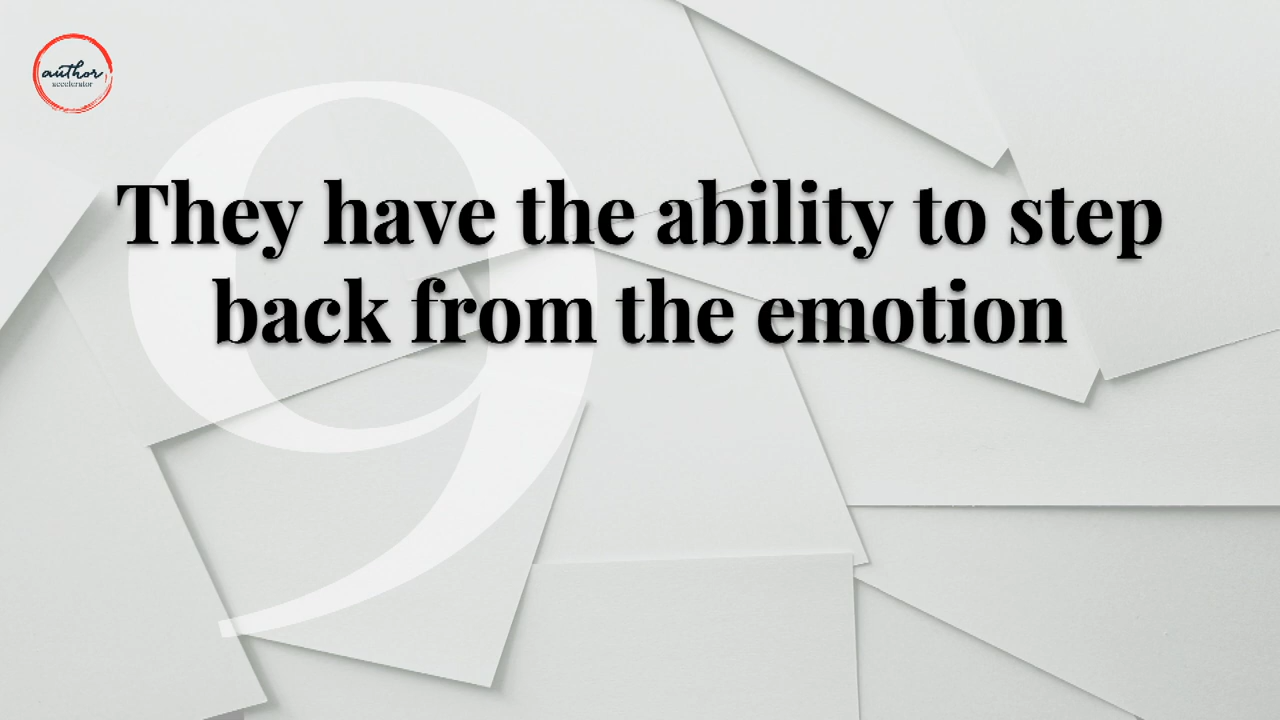 author
accelerator
9
They have the ability to step
back from the emotion